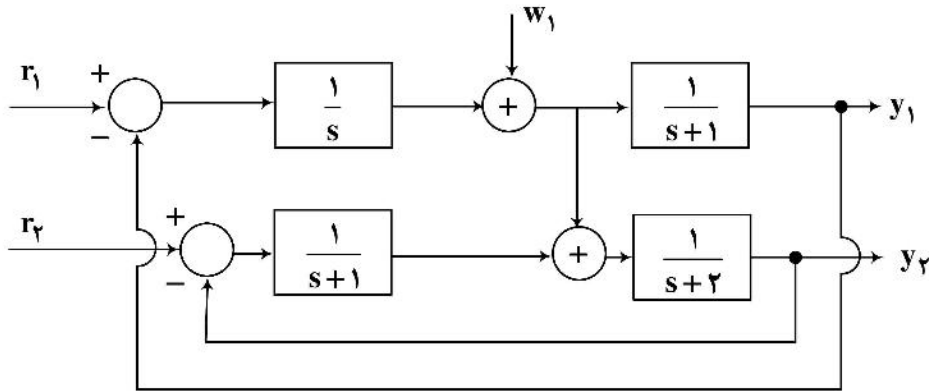 w۱
r۱
+
−
۱/s
+
۱/(s+۱)
y۱
r۲
+
−
۱/(s+۱)
+
۱/(s+۲)
y۲